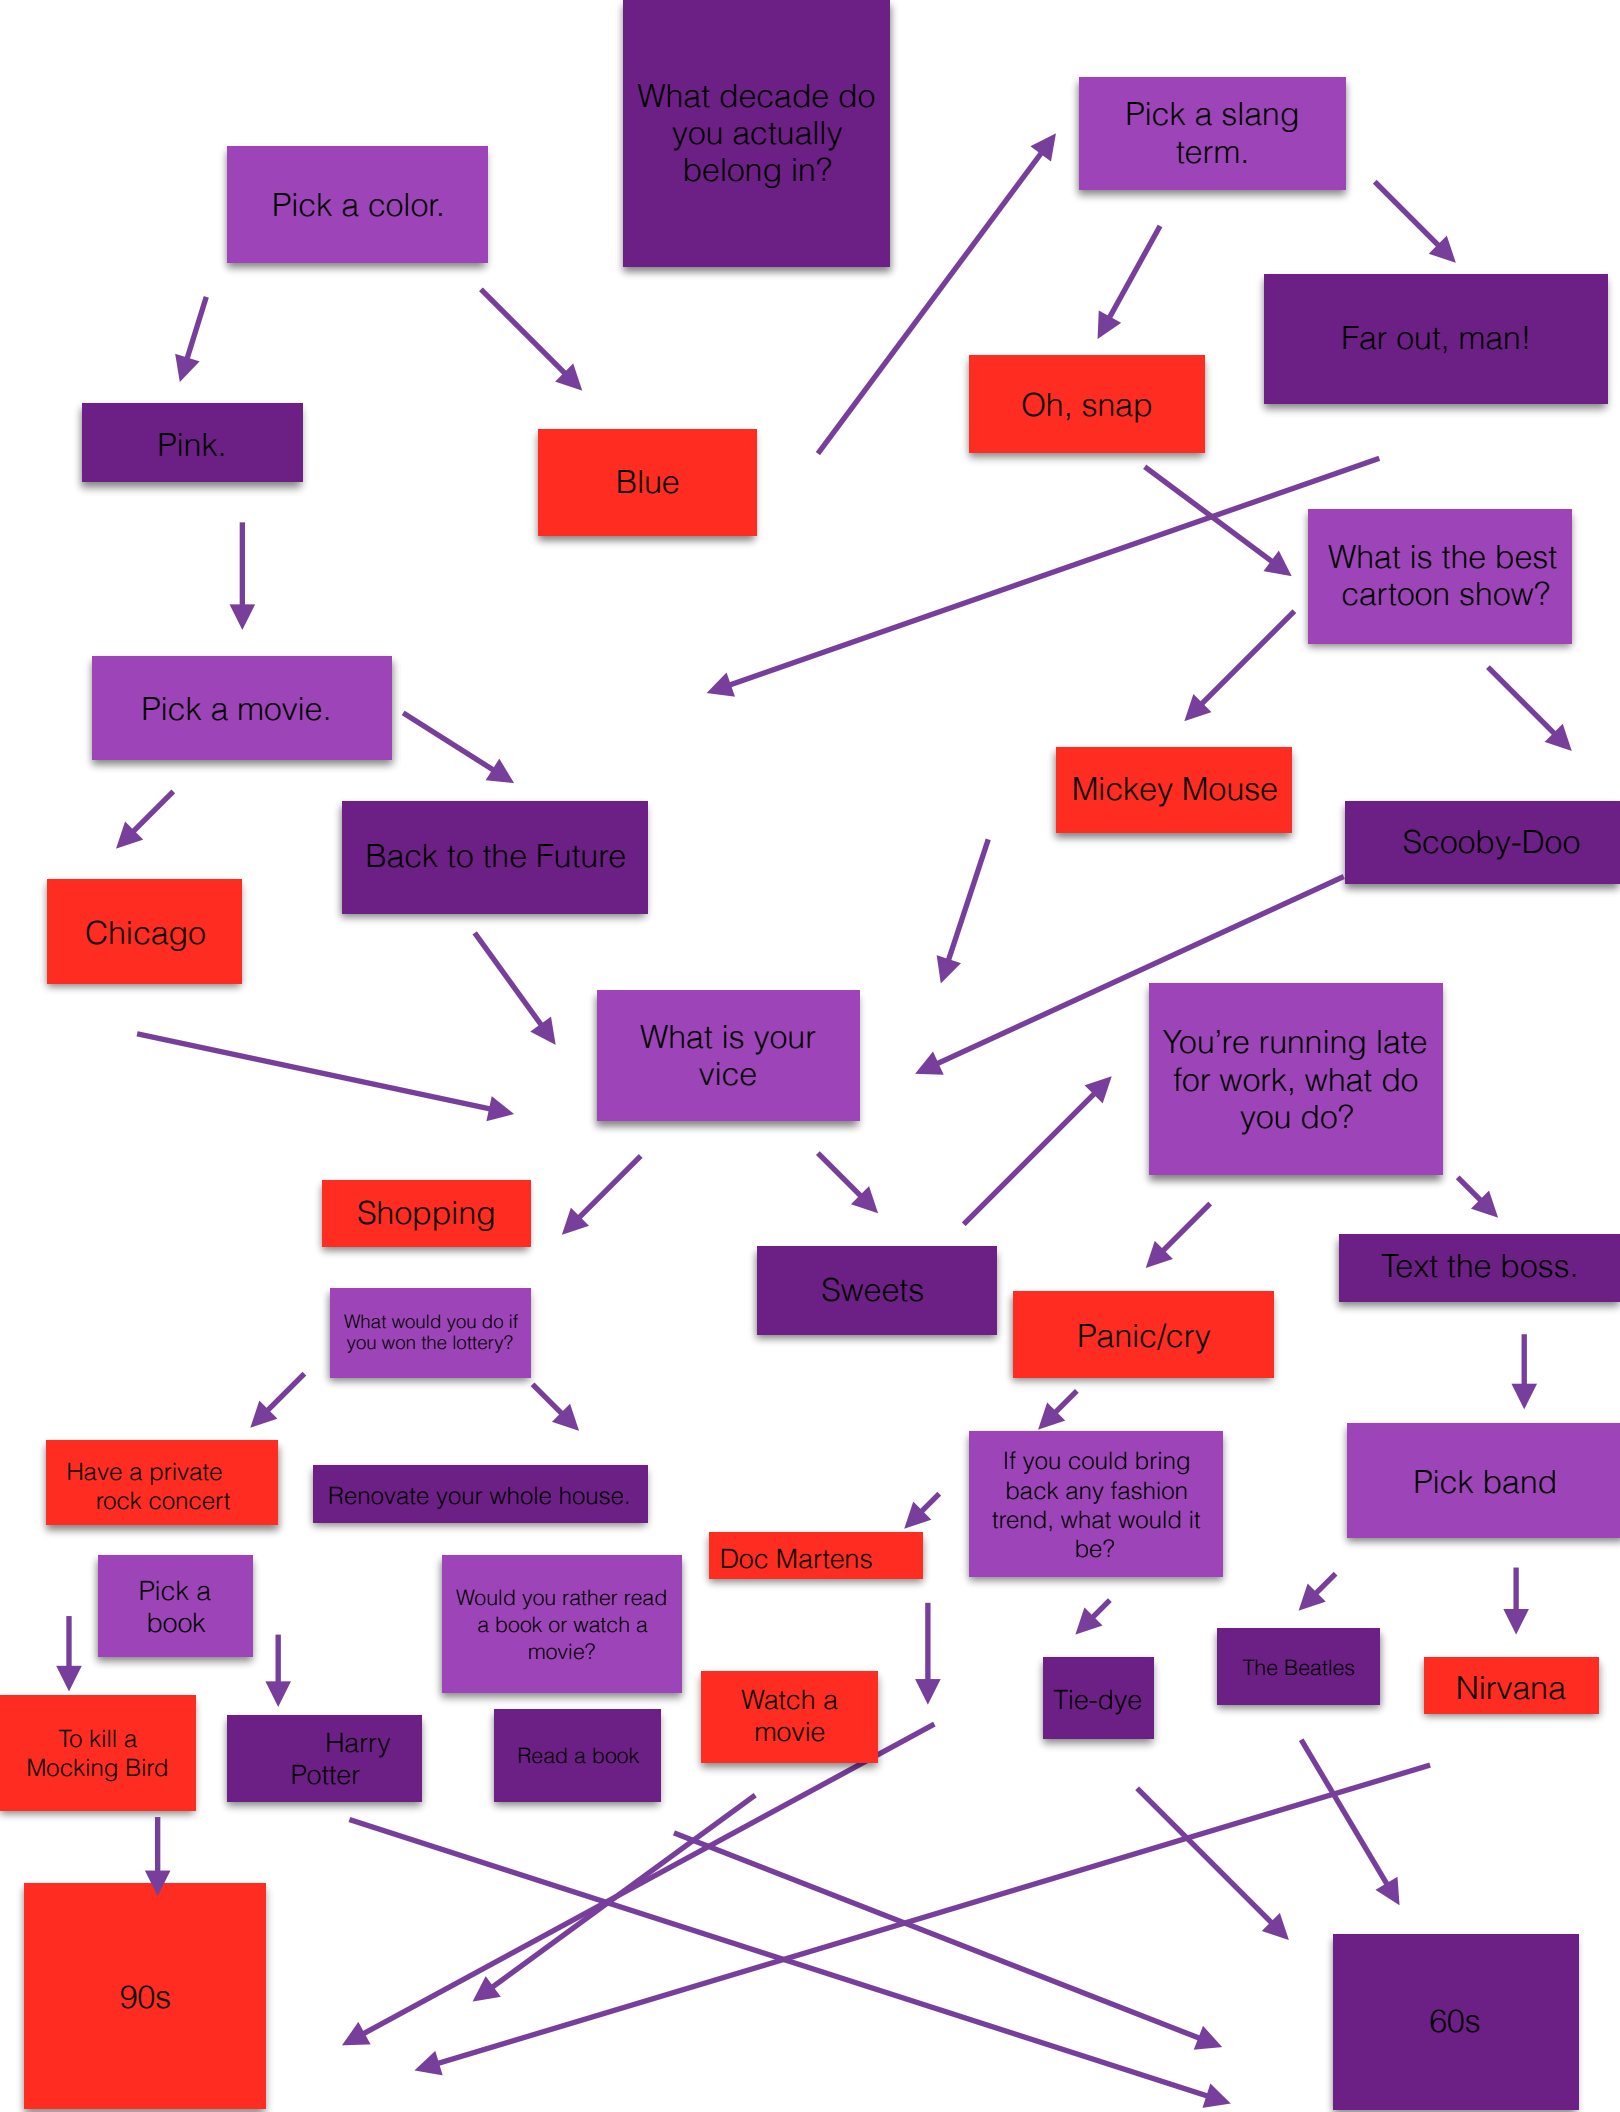 What decade do
you actually
belong in?
Pick a slang
term.
Pick a color.
Far out, man!
Oh, snap
Pink.
Blue
What is the best
cartoon show?
Pick a movie.
Mickey Mouse
Scooby-Doo
Back to the Future
Chicago
What is your
vice
You’re running late
for work, what do
you do?
Shopping
Sweets
Text the boss.
What would you do if
you won the lottery?
Panic/cry
Have a private
rock concert
Renovate your whole house.
If you could bring
back any fashion
trend, what would it
be?
Pick band
Doc Martens
Pick a
book
Would you rather read
a book or watch a
movie?
The Beatles
Nirvana
Tie-dye
Watch a
movie
To kill a
Mocking Bird
Harry
Potter
Read a book
90s
60s